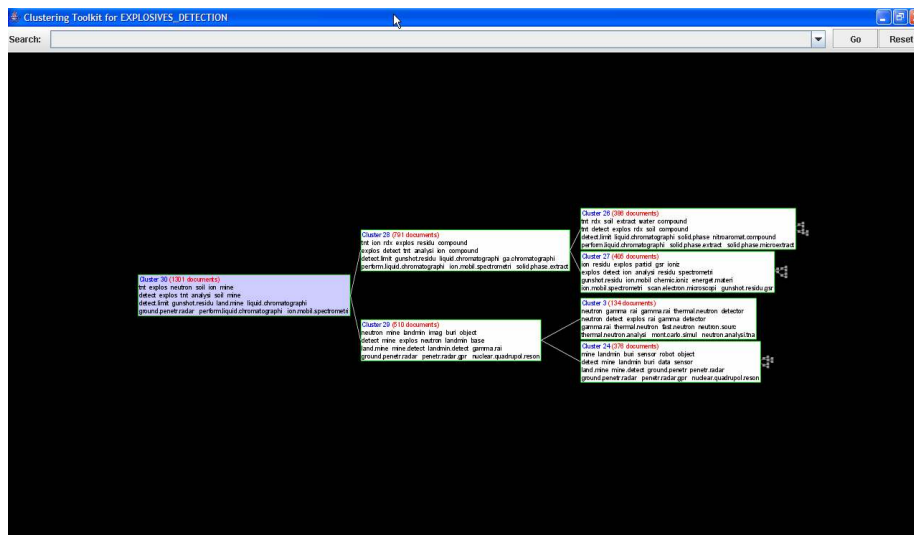 Clustering Toolkit for EXPLOSIVES_DETECTION
Search:
Go
Reset
Cluster 30 (1301 documents)
tnt explos neutron soil ion mine
detect explos tnt analysi soil mine
detect.limit gunshot.residu land.mine liquid.chromatographi
ground.penetr.radar perform.liquid.chromatographi ion.mobil.spectrometri
Cluster 28 (791 documents)
tnt ion rdx explos residu compound
explos detect tnt analysi ion compound
detect.limit gunshot.residu liquid.chromatographi ga.chromatographi
perform.liquid.chromatographi ion.mobil.spectrometri solid.phase.extract
Cluster 29 (510 documents)
neutron mine landmin imag buri object
detect mine explos neutron landmin base
land.mine mine.detect landmin.detect gamma.rai
ground.penetr.radar penetr.radar.gpr nuclear.quadrupol.reson
Cluster 26 (386 documents)
tnt rdx soil extract water compound
tnt detect explos rdx soil compound
detect.limit liquid.chromatographi solid.phase nitroaromat.compound
perform.liquid.chromatographi solid.phase.extract solid.phase.microextract
Cluster 27 (405 documents)
ion residu explos particl gsr ioniz
explos detect ion analysi residu spectrometri
gunshot.residu ion.mobil chemic.ioniz energet.materi
ion.mobil.spectrometri scan.electron.microscopi gunshot.residu.gsr
Cluster 3 (134 documents)
neutron gamma rai gamma.rai thermal.neutron detector
neutron detect explos rai gamma detector
gamma.rai thermal.neutron fast.neutron neutron.sourc
thermal.neutron.analysi mont.carlo.simul neutron.analysi.tna
Cluster 24 (376 documents)
mine landmin buri sensor robot object
detect mine landmin buri data sensor
land.mine mine.detect ground.penetr penetr.radar
ground.penetr.radar penetr.radar.gpr nuclear.quadrupol.reson